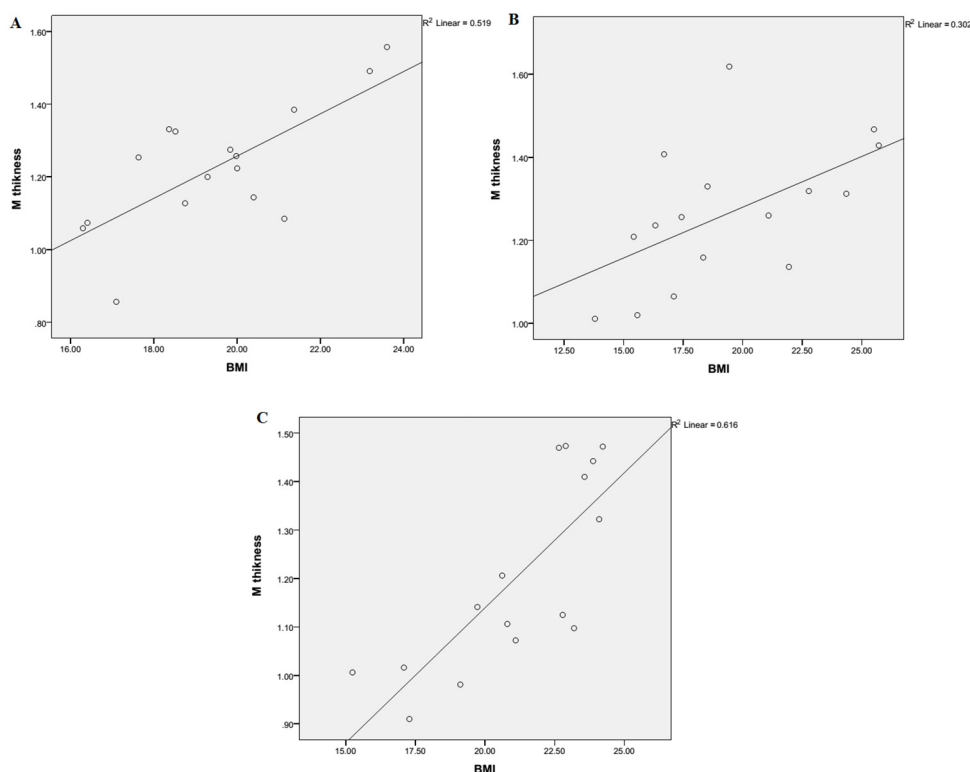 A
R² Linear = 0.519
1.60
1.40
1.20
1.00
.80
M thikness
16.00 18.00 20.00 22.00 24.00
BMI
B
R² Linear = 0.302
1.60
1.40
1.20
1.00
M thikness
12.50 15.00 17.50 20.00 22.50 25.00
BMI
C
R² Linear = 0.616
1.50
1.40
1.30
1.20
1.10
1.00
.90
M thikness
15.00 17.50 20.00 22.50 25.00
BMI